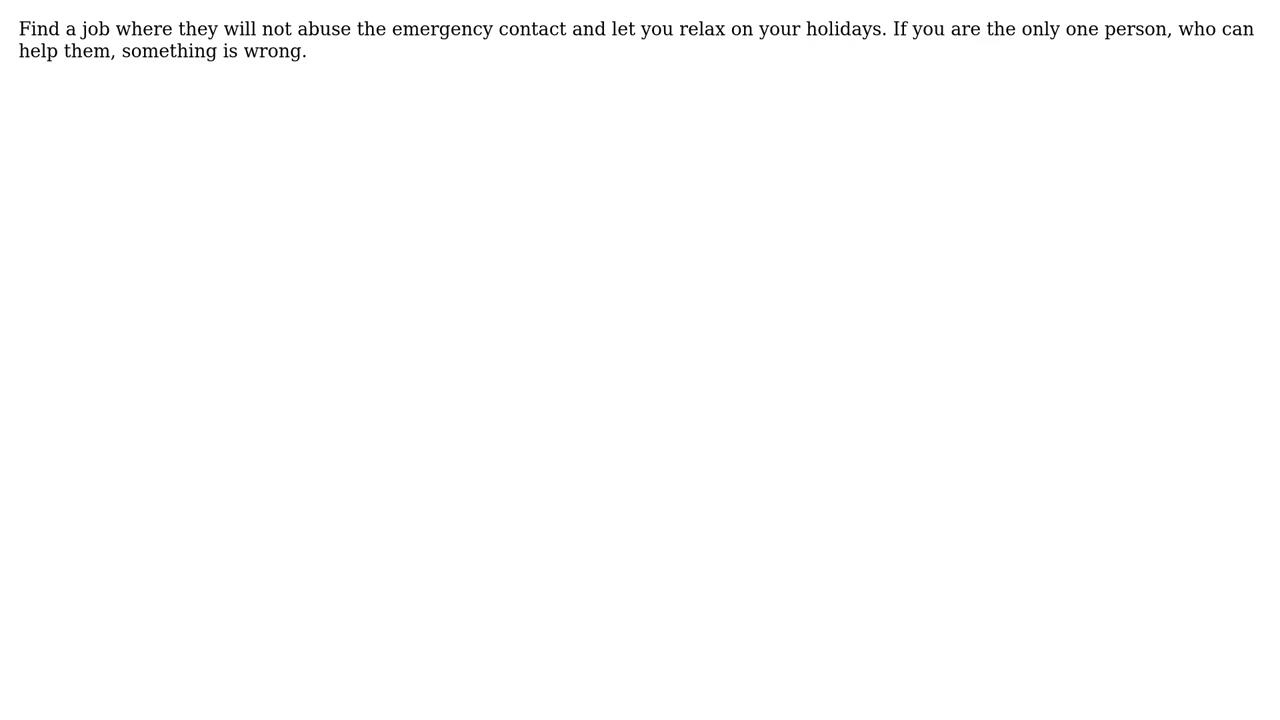 Find a job where they will not abuse the emergency contact and let you relax on your holidays. If you are the only one person, who can
help them, something is wrong.